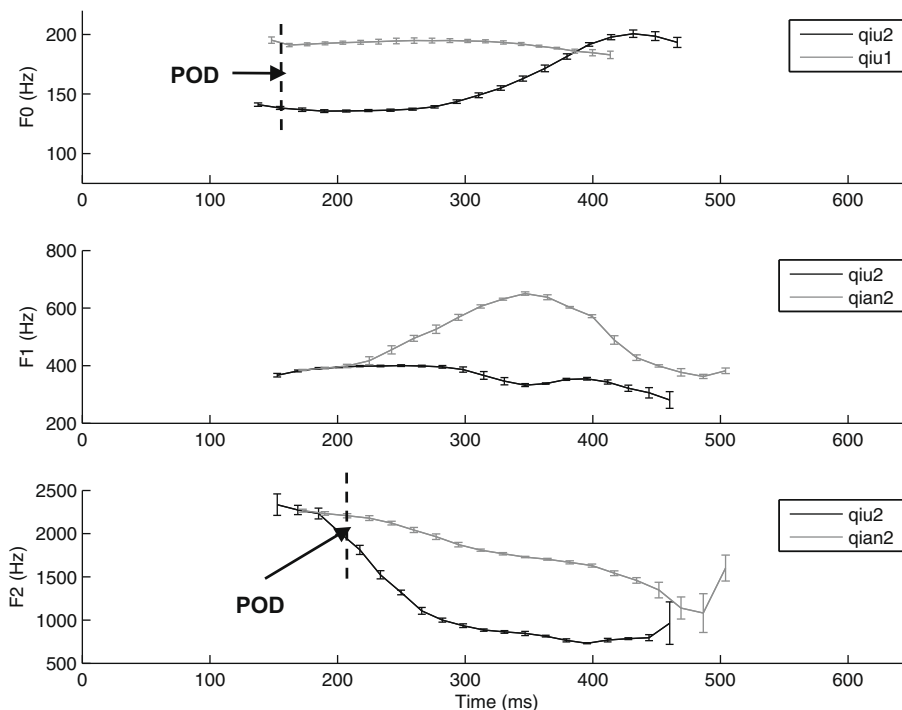 200
150
100
F0 (Hz)
POD
qiu2
qiu1
0 100 200 300 400 500 600
800
600
400
200
F1 (Hz)
qiu2
qian2
0 100 200 300 400 500 600
2500
2000
1500
1000
500
F2 (Hz)
POD
qiu2
qian2
0 100 200 300 400 500 600
Time (ms)